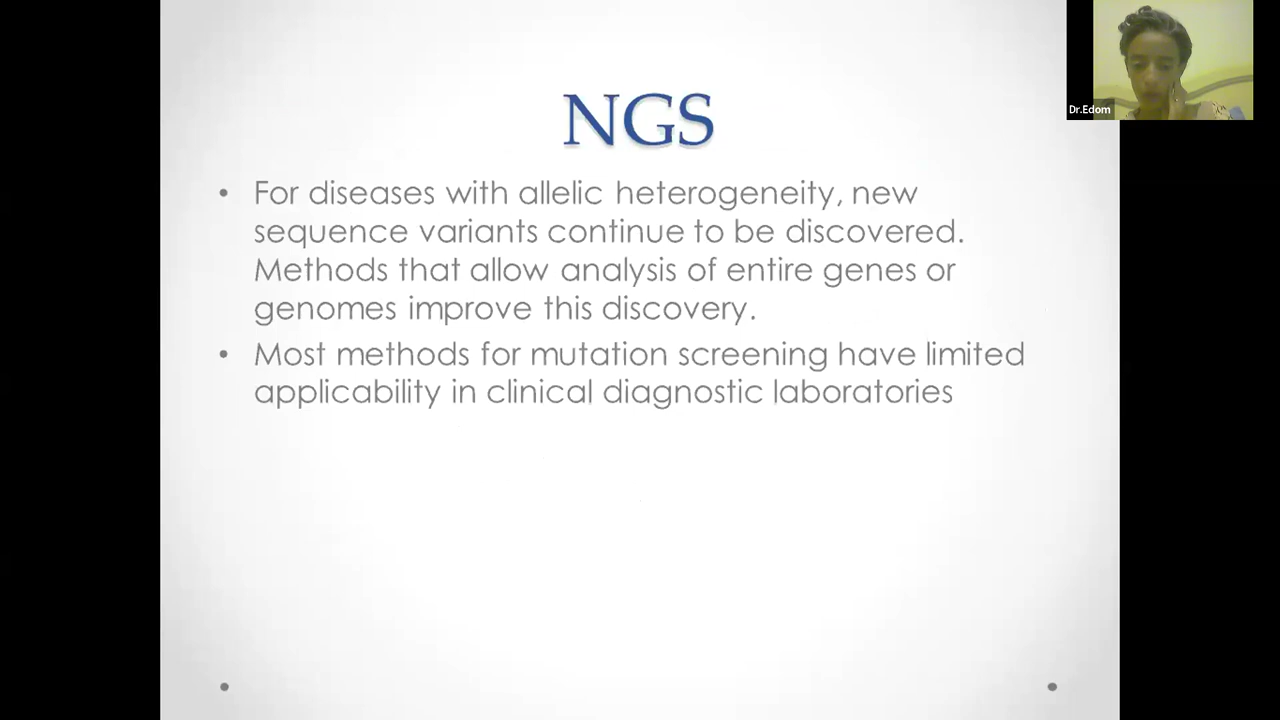 NGS
• For diseases with allelic heterogeneity, new
sequence variants continue to be discovered.
Methods that allow analysis of entire genes or
genomes improve this discovery.
• Most methods for mutation screening have limited
applicability in clinical diagnostic laboratories
Dr.Edom